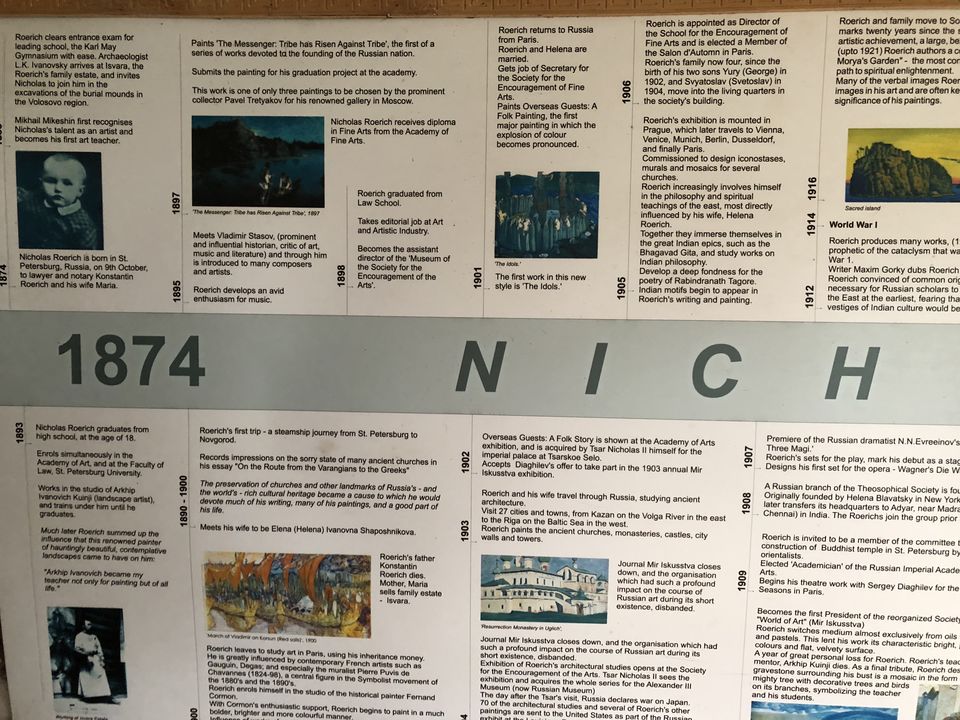 Roerich clears entrance exam for
leading school, the Karl May
Gymnasium with ease. Archaeologist
L.K. Ivanovsky arrives at Isvara, the
Roerich's family estate, and invites
Nicholas to join him in the
excavations of the burial mounds in
the Volosovo region.
Mikhail Mikeshin first recognises
Nicholas's talent as an artist and
becomes his first art teacher.
1874
Nicholas Roerich is born in St.
Petersburg, Russia, on 9th October,
to lawyer and notary Konstantin
Roerich and his wife Maria.
Paints 'The Messenger: Tribe has Risen Against Tribe', the first of a
series of works devoted to the founding of the Russian nation.
Submits the painting for his graduation project at the academy.
This work is one of only three paintings to be chosen by the prominent
collector Pavel Tretyakov for his renowned gallery in Moscow.
1897
'The Messenger: Tribe has Risen Against Tribe', 1897
Nicholas Roerich receives diploma
in Fine Arts from the Academy of
Fine Arts.
1895
Meets Vladimir Stasov, (prominent
and influential historian, critic of art,
music and literature) and through him
is introduced to many composers
and artists.
Roerich develops an avid
enthusiasm for music.
1898
Roerich graduated from
Law School.
Takes editorial job at Art
and Artistic Industry.
Becomes the assistant
director of the 'Museum of
the Society for the
Encouragement of the
Arts'.
1901
Roerich returns to Russia
from Paris.
Roerich and Helena are
married.
Gets job of Secretary for
the Society for the
Encouragement of Fine
Arts.
Paints Overseas Guests: A
Folk Painting, the first
major painting in which the
explosion of colour
becomes pronounced.
'The Idols.'
The first work in this new
style is 'The Idols.'
1906
Roerich is appointed as Director of
the School for the Encouragement of
Fine Arts and is elected a Member of
the Salon d'Automn in Paris.
Roerich's family now four, since the
birth of his two sons Yury (George) in
1902, and Svyatoslav (Svetoslav) in
1904, move into the living quarters in
the society's building.
1905
Roerich's exhibition is mounted in
Prague, which later travels to Vienna,
Venice, Munich, Berlin, Dusseldorf,
and finally Paris.
Commissioned to design iconostases,
murals and mosaics for several
churches.
Roerich increasingly involves himself
in the philosophy and spiritual
teachings of the east, most directly
influenced by his wife, Helena
Roerich.
Together they immerse themselves in
the great Indian epics, such as the
Bhagavad Gita, and study works on
Indian philosophy.
Develop a deep fondness for the
poetry of Rabindranath Tagore.
Indian motifs begin to appear in
Roerich's writing and painting.
1916
Roerich and family move to
marks twenty years since the
artistic achievement, a large,
(upto 1921) Roerich authors a
Morya's Garden" - the most
path to spiritual enlightenment.
Many of the verbal images
images in his art and are often
significance of his paintings.
Sacred island
1914
World War I
1912
Roerich produces many works,
prophetic of the cataclysm that
War 1.
Writer Maxim Gorky dubs Roerich
Roerich convinced of common
necessary for Russian scholars to
the East at the earliest, fearing
vestiges of Indian culture would be
1874 NICH
1893
Nicholas Roerich graduates from
high school, at the age of 18.
Enrols simultaneously in the
Academy of Art, and at the Faculty of
Law, St. Petersburg University.
Works in the studio of Arkhip
Ivanovich Kuinji (landscape artist),
and trains under him until he
graduates.
Much later Roerich summed up the
influence that this renowned painter
of hauntingly beautiful, contemplative
landscapes came to have on him:
"Arkhip Ivanovich became my
teacher not only for painting but of all
life."
1890 - 1900
Roerich's first trip - a steamship journey from St. Petersburg to
Novgorod.
Records impressions on the sorry state of many ancient churches in
his essay "On the Route from the Varangians to the Greeks"
The preservation of churches and other landmarks of Russia's - and
the world's - rich cultural heritage became a cause to which he would
devote much of his writing, many of his paintings, and a good part of
his life.
Meets his wife to be Elena (Helena) Ivanovna Shaposhnikova.
Roerich's father
Konstantin
Roerich dies.
Mother, Maria
sells family estate
- Isvara.
'March of Vladimir on Korsun (Red sails)', 1900
Roerich leaves to study art in Paris, using his inheritance money.
He is greatly influenced by contemporary French artists such as
Gauguin, Degas; and especially the muralist Pierre Puvis de
Chavannes (1824-98), a central figure in the Symbolist movement of
the 1880's and the 1890's.
Roerich enrols himself in the studio of the historical painter Fernand
Cormon.
With Cormon's enthusiastic support, Roerich begins to paint in a much
bolder, brighter and more colourful manner.
1902
Overseas Guests: A Folk Story is shown at the Academy of Arts
exhibition, and is acquired by Tsar Nicholas II himself for the
imperial palace at Tsarskoe Selo.
Accepts Diaghilev's offer to take part in the 1903 annual Mir
Iskusstva exhibition.
1903
Roerich and his wife travel through Russia, studying ancient
architecture.
Visit 27 cities and towns, from Kazan on the Volga River in the east
to the Riga on the Baltic Sea in the west.
Roerich paints the ancient churches, monasteries, castles, city
walls and towers.
Journal Mir Iskusstva closes
down, and the organisation
which had such a profound
impact on the course of
Russian art during its short
existence, disbanded.
'Resurrection Monastery in Uglich',
Journal Mir Iskusstva closes down, and the organisation which had
such a profound impact on the course of Russian art during its
short existence, disbanded.
Exhibition of Roerich's architectural studies opens at the Society
for the Encouragement of Arts. Tsar Nicholas II sees the
exhibition and acquires the whole series for the Alexander III
Museum (now Russian Museum)
The day after the Tsar's visit, Russia declares war on Japan.
70 of the architectural studies and several of Roerich's other
paintings are sent to the United States as part of the Russian
1907
Premiere of the Russian dramatist N.N.Evreinov's
Three Magi.
Roerich's sets for the play, mark his debut as a
Designs his first set for the opera - Wagner's Die
1908
A Russian branch of the Theosophical Society is
Originally founded by Helena Blavatsky in New York
later transfers its headquarters to Adyar, near
Chennai) in India. The Roerichs join the group prior
1909
Roerich is invited to be a member of the committee
construction of Buddhist temple in St. Petersburg by
orientalists.
Elected 'Academician' of the Russian Imperial
Arts.
Begins his theatre work with Sergey Diaghilev for the
Seasons in Paris.
Becomes the first President of the reorganized Society
"World of Art" (Mir Iskusstva)
Roerich switches medium almost exclusively from oils
and pastels. This lent his work its characteristic bright,
colours and flat, velvety surface.
A year of great personal loss for Roerich. Roerich's
mentor, Arkhip Kuinji dies. As a final tribute, Roerich
gravestone surrounding his bust is a mosaic in the form
mighty tree with decorative trees and birds
on its branches, symbolizing the teacher
and his students.